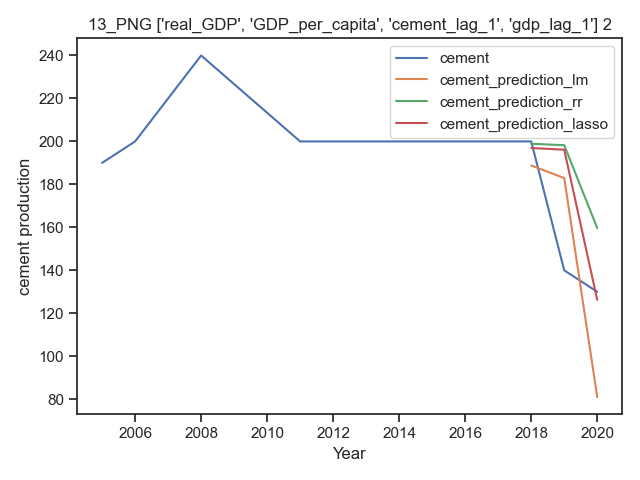 13_PNG ['real_GDP', 'GDP_per_capita', 'cement_lag_1', 'gdp_lag_1'] 2
cement
cement_prediction_lm
cement_prediction_rr
cement_prediction_lasso
cement production
240
220
200
180
160
140
120
100
80
2006 2008 2010 2012 2014 2016 2018 2020
Year